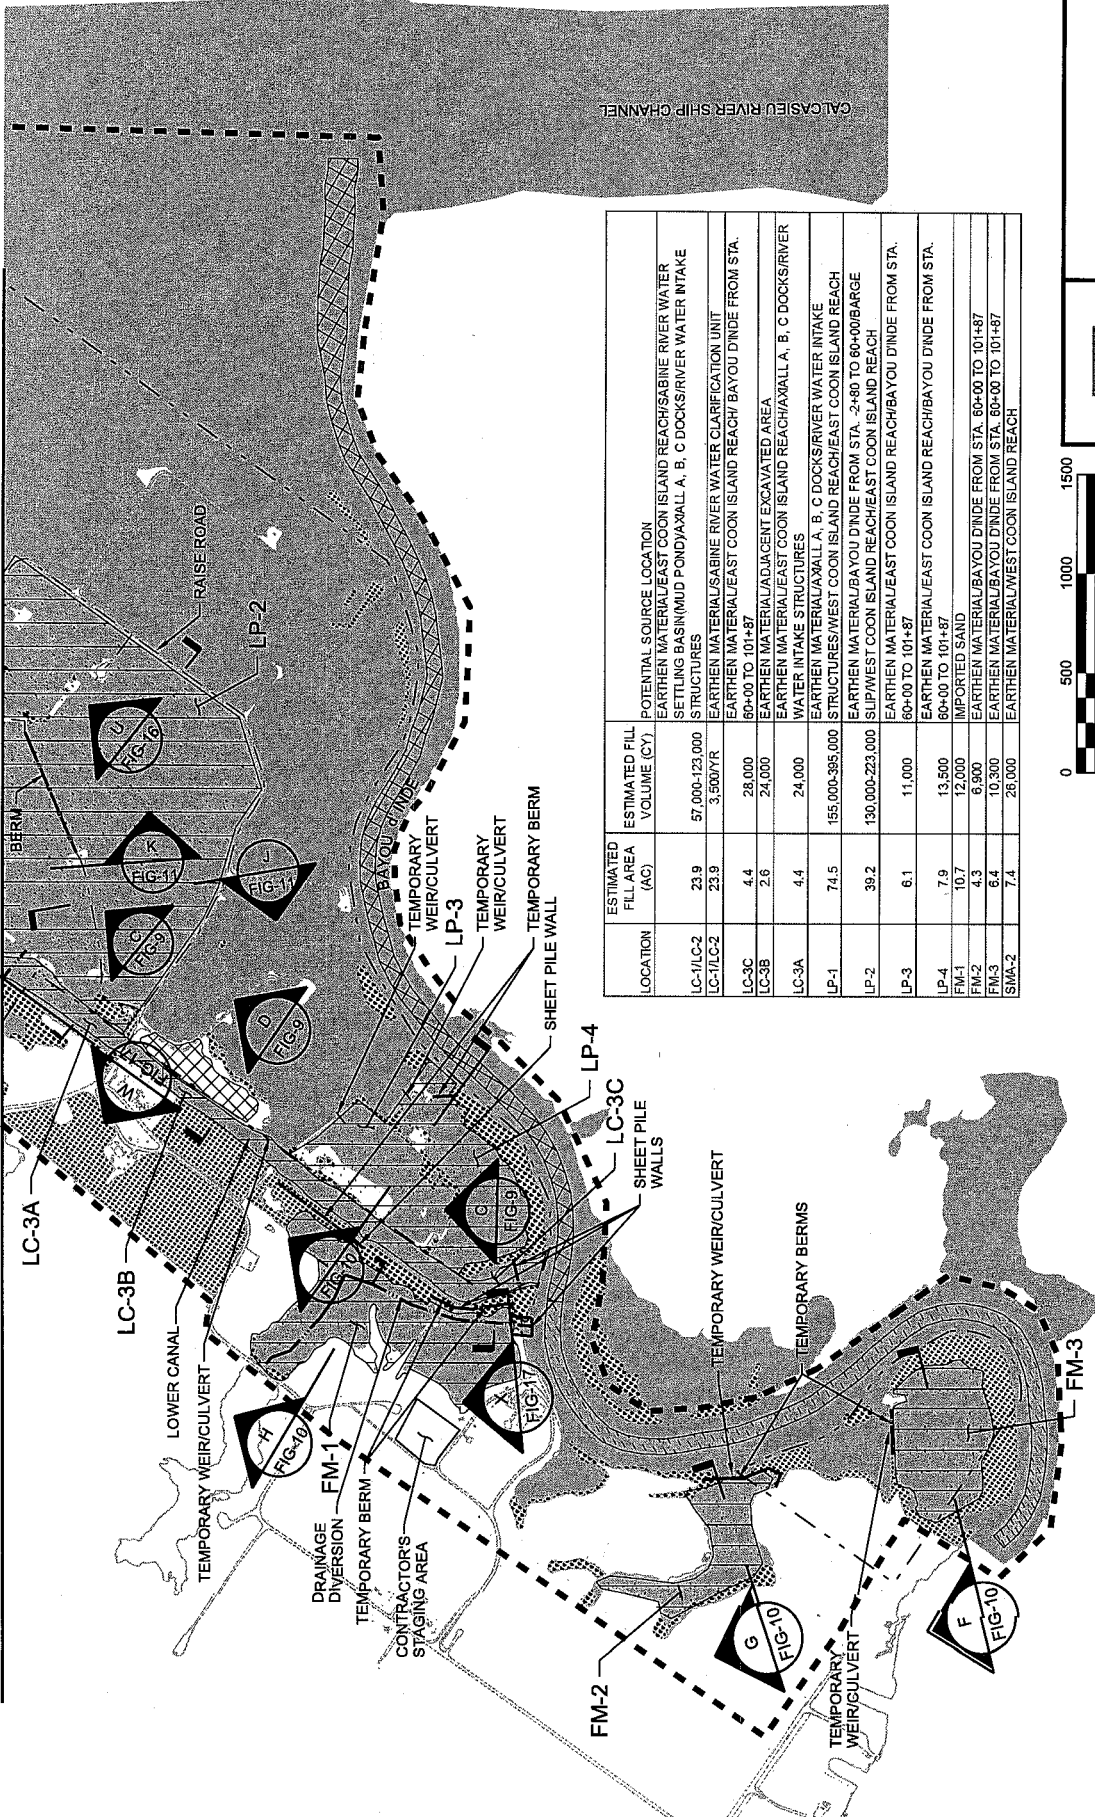 CALCASIEU RIVER SHIP CHANNEL
RAISE ROAD
LP-2
BERM
U
FIG-16
K
FIG-11
J
FIG-11
C
FIG-9
D
FIG-9
W
BAYOU d' INDE
TEMPORARY
WEIR/CULVERT
LP-3
TEMPORARY
WEIR/CULVERT
TEMPORARY BERM
SHEET PILE WALL
LP-4
LC-3C
SHEET PILE
WALLS
LC-3A
LC-3B
LOWER CANAL
TEMPORARY WEIR/CULVERT
FIG-10
FIG-9
H
FIG-10
X
FIG-17
FM-1
DRAINAGE
DIVERSION
TEMPORARY BERM
CONTRACTOR'S
STAGING AREA
TEMPORARY WEIR/CULVERT
TEMPORARY BERMS
FM-2
G
FIG-10
FM-3
F
FIG-10
TEMPORARY
WEIR/CULVERT
LOCATION
ESTIMATED
FILL AREA
(AC)
ESTIMATED FILL
VOLUME (CY)
POTENTIAL SOURCE LOCATION
LC-1/LC-2 23.9 57,000-123,000 EARTHEN MATERIAL/EAST COON ISLAND REACH/SABINE RIVER WATER
SETTLING BASIN(MUD POND)/AXIALL A, B, C DOCKS/RIVER WATER INTAKE
STRUCTURES
LC-1/LC-2 23.9 3,500/YR EARTHEN MATERIAL/SABINE RIVER WATER CLARIFICATION UNIT
LC-3C 4.4 28,000 EARTHEN MATERIAL/EAST COON ISLAND REACH/ BAYOU D'INDE FROM STA.
60+00 TO 101+87
LC-3B 2.6 24,000 EARTHEN MATERIAL/ADJACENT EXCAVATED AREA
LC-3A 4.4 24,000 EARTHEN MATERIAL/EAST COON ISLAND REACH/AXIALL A, B, C DOCKS/RIVER
WATER INTAKE STRUCTURES
LP-1 74.5 155,000-395,000 EARTHEN MATERIAL/AXIALL A, B, C DOCKS/RIVER WATER INTAKE
STRUCTURES/WEST COON ISLAND REACH/EAST COON ISLAND REACH
LP-2 39.2 130,000-223,000 EARTHEN MATERIAL/BAYOU D'INDE FROM STA. -2+80 TO 60+00/BARGE
SLIP/WEST COON ISLAND REACH/EAST COON ISLAND REACH
LP-3 6.1 11,000 EARTHEN MATERIAL/EAST COON ISLAND REACH/BAYOU D'INDE FROM STA.
60+00 TO 101+87
LP-4 7.9 13,500 EARTHEN MATERIAL/EAST COON ISLAND REACH/BAYOU D'INDE FROM STA.
60+00 TO 101+87
FM-1 10.7 12,000 IMPORTED SAND
FM-2 4.3 6,900 EARTHEN MATERIAL/BAYOU D'INDE FROM STA. 60+00 TO 101+87
FM-3 6.4 10,300 EARTHEN MATERIAL/BAYOU D'INDE FROM STA. 60+00 TO 101+87
SMA-2 7.4 26,000 EARTHEN MATERIAL/WEST COON ISLAND REACH
0 500 1000 1500